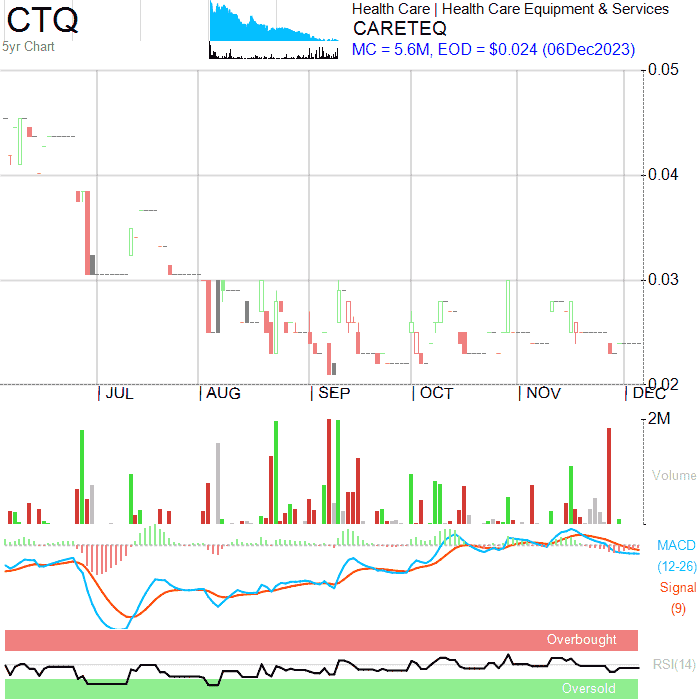 CTQ
5yr Chart
Health Care | Health Care Equipment & Services
CARETEQ
MC = 5.6M, EOD = $0.024 (06Dec2023)
0.05
0.04
0.03
0.02
| JUL | AUG | SEP | OCT | NOV | DEC
2M
Volume
MACD
(12-26)
Signal
(9)
Overbought
RSI(14)
Oversold